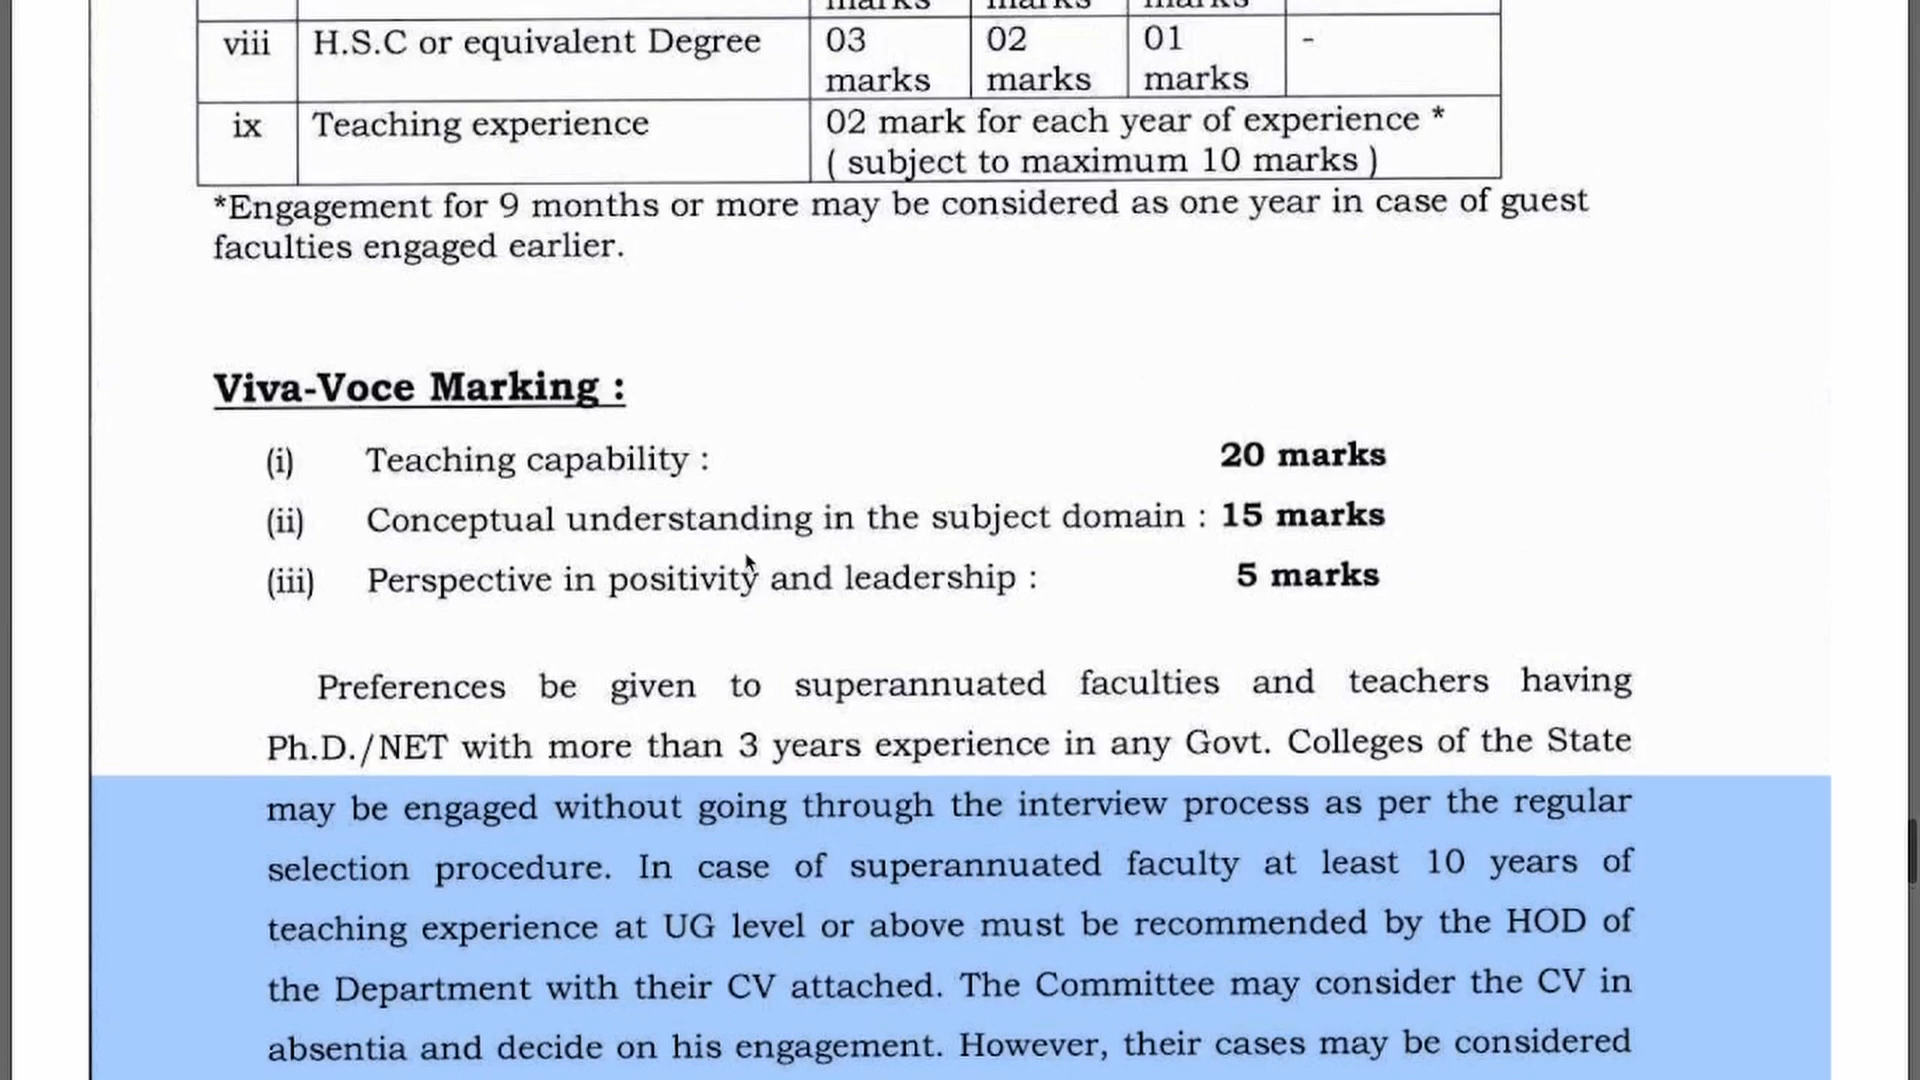 marks marks marks
viii H.S.C or equivalent Degree 03 marks 02 marks 01 marks -
ix Teaching experience 02 mark for each year of experience *
( subject to maximum 10 marks )
*Engagement for 9 months or more may be considered as one year in case of guest
faculties engaged earlier.
Viva-Voce Marking :
(i) Teaching capability : 20 marks
(ii) Conceptual understanding in the subject domain : 15 marks
(iii) Perspective in positivity and leadership : 5 marks
Preferences be given to superannuated faculties and teachers having
Ph.D./NET with more than 3 years experience in any Govt. Colleges of the State
may be engaged without going through the interview process as per the regular
selection procedure. In case of superannuated faculty at least 10 years of
teaching experience at UG level or above must be recommended by the HOD of
the Department with their CV attached. The Committee may consider the CV in
absentia and decide on his engagement. However, their cases may be considered